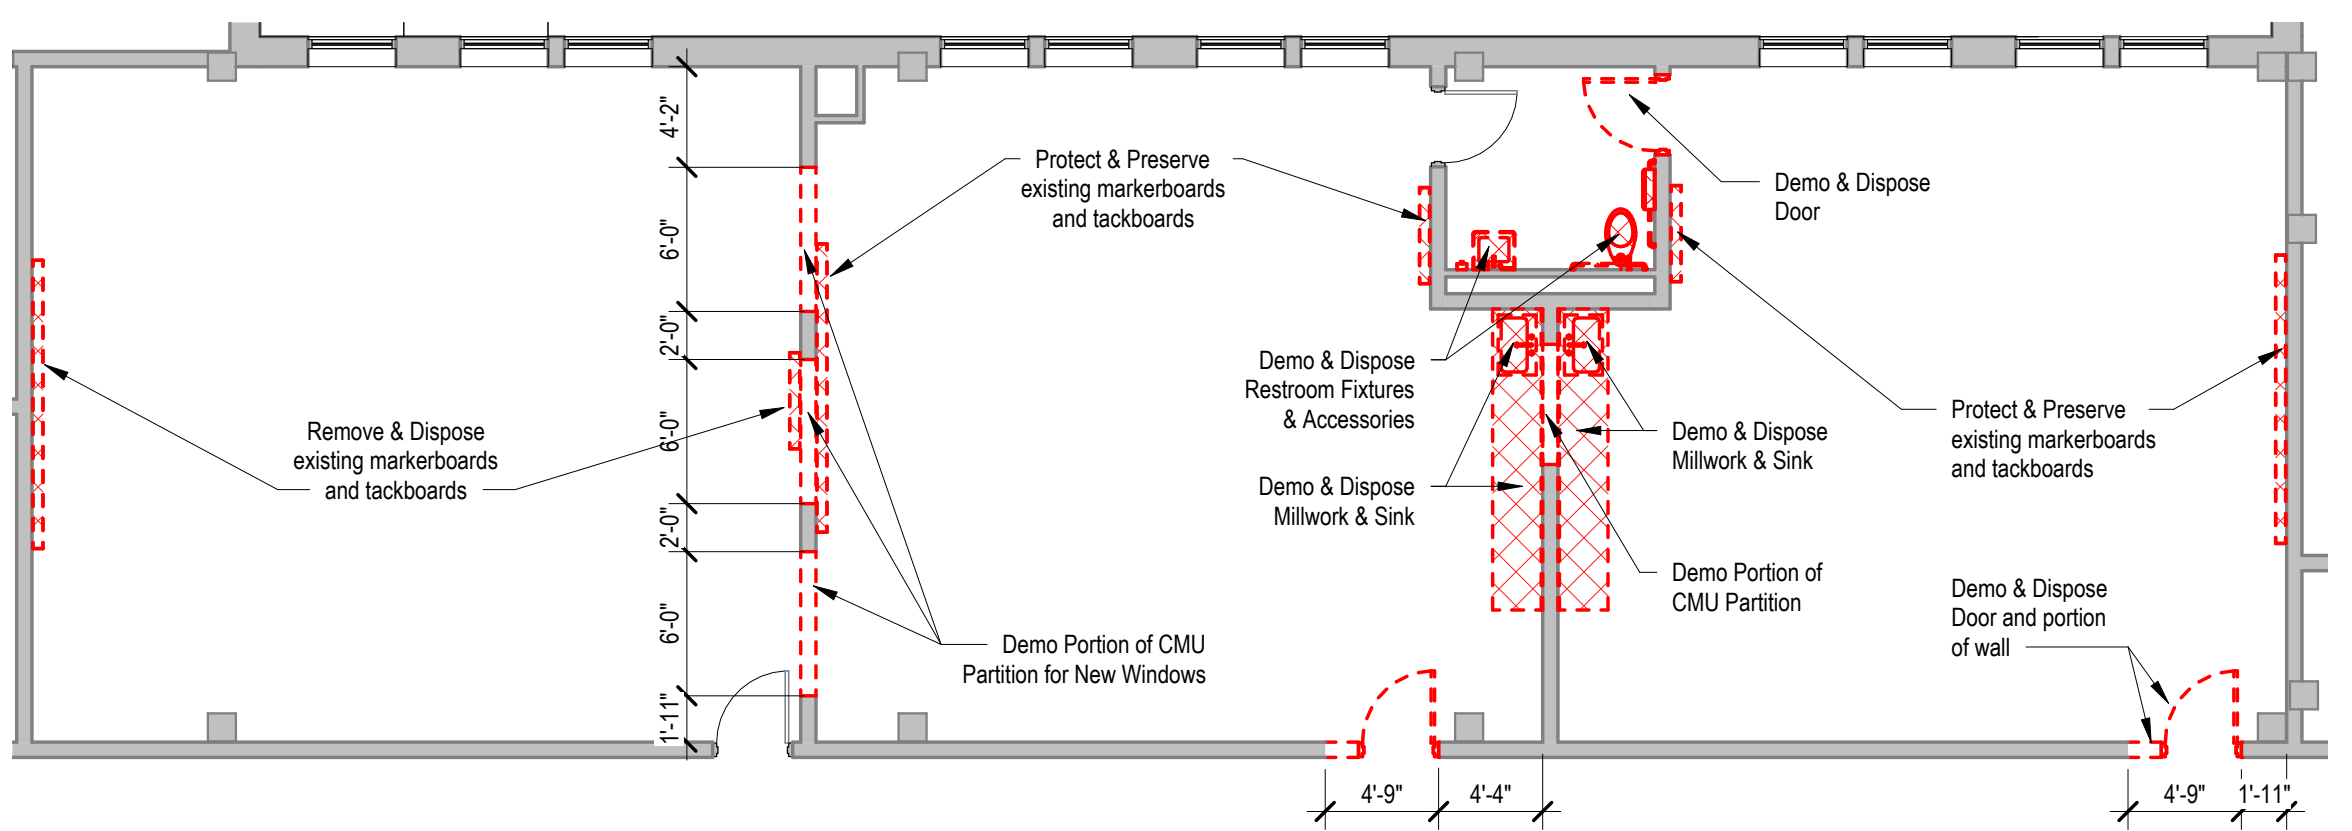 4'-2"
6'-0"
2'-0"
6'-0"
2'-0"
6'-0"
1'-11"
Remove & Dispose
existing markerboards
and tackboards
Protect & Preserve
existing markerboards
and tackboards
Demo Portion of CMU
Partition for New Windows
Demo & Dispose
Restroom Fixtures
& Accessories
Demo & Dispose
Millwork & Sink
Demo & Dispose
Door
Demo & Dispose
Millwork & Sink
Demo Portion of
CMU Partition
Protect & Preserve
existing markerboards
and tackboards
Demo & Dispose
Door and portion
of wall
4'-9"
4'-4"
4'-9"
1'-11"